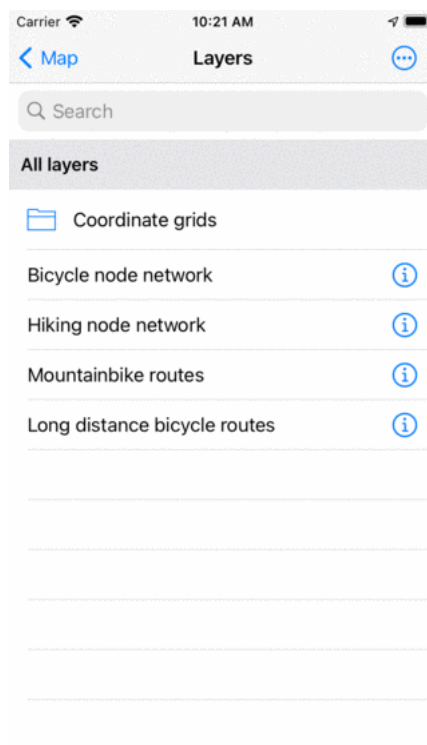 Carrier 10:21 AM
Map Layers
Search
All layers
Coordinate grids
Bicycle node network
Hiking node network
Mountainbike routes
Long distance bicycle routes